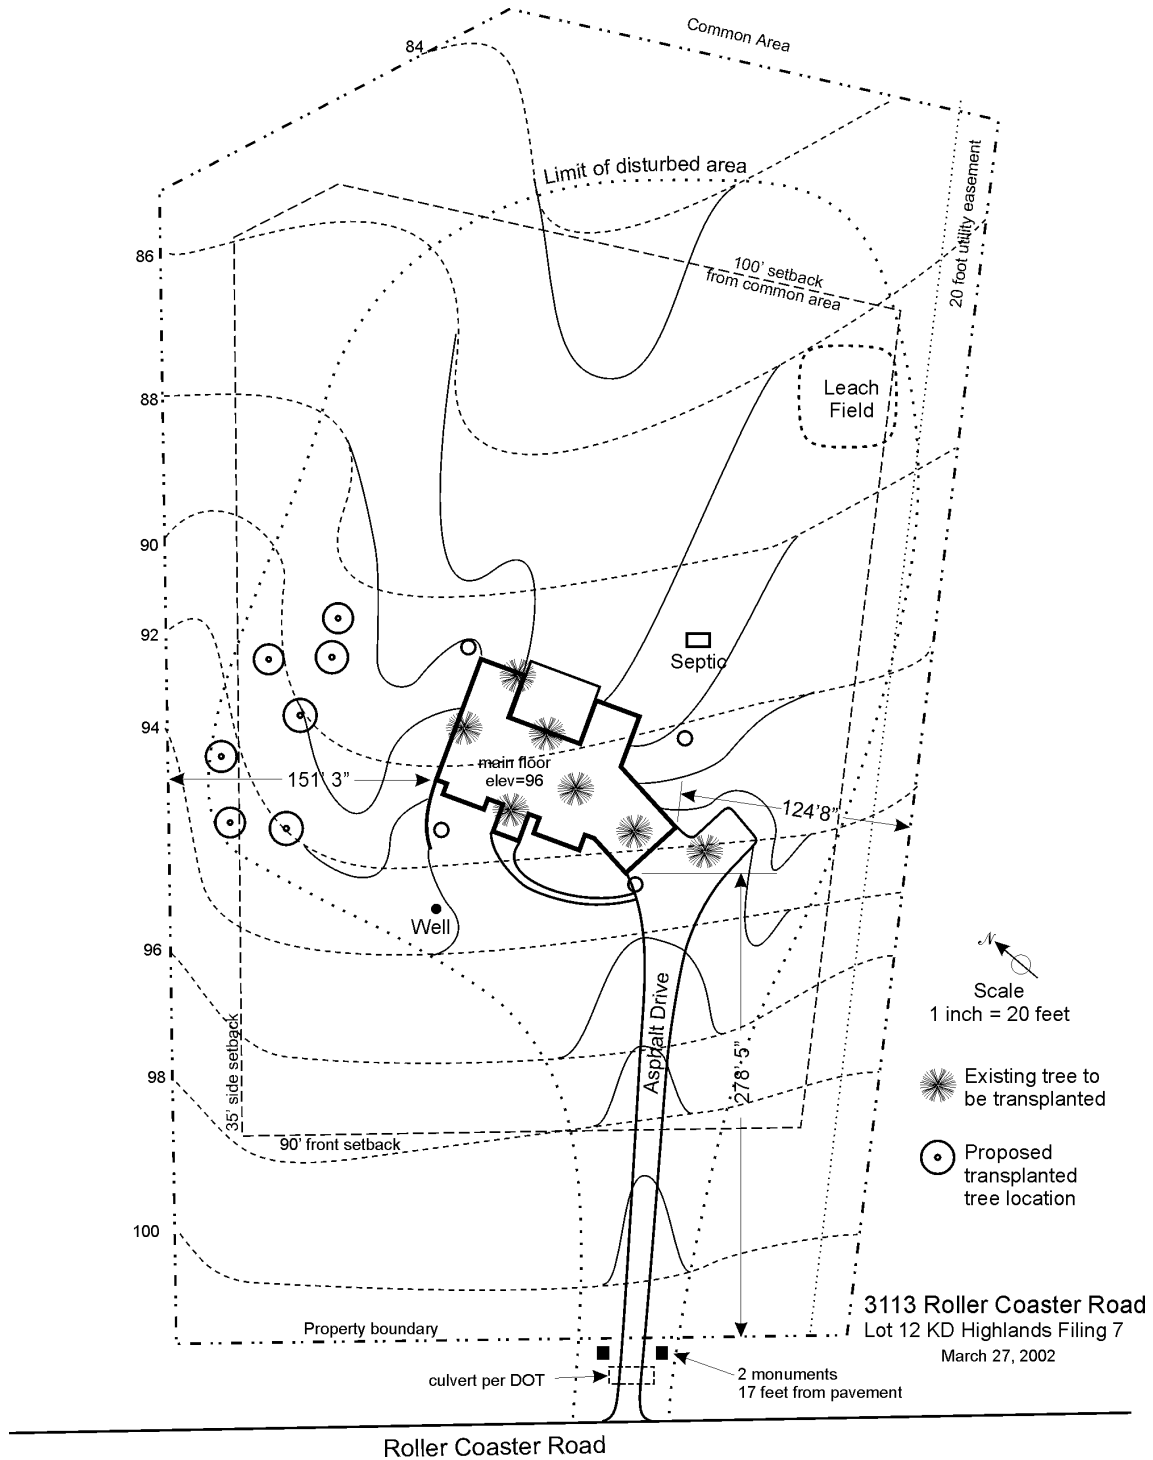 Common Area
84
Limit of disturbed area
20 foot utility easement
86
100’ setback
from common area
88
Leach
Field
90
92
Septic
94
main floor
elev=96
151’ 3”
124’8”
Well
96
N
Scale
1 inch = 20 feet
Asphalt Drive
278’ 5”
98
35’ side setback
90’ front setback
Existing tree to
be transplanted
Proposed
transplanted
tree location
100
3113 Roller Coaster Road
Lot 12 KD Highlands Filing 7
March 27, 2002
Property boundary
culvert per DOT
2 monuments
17 feet from pavement
Roller Coaster Road